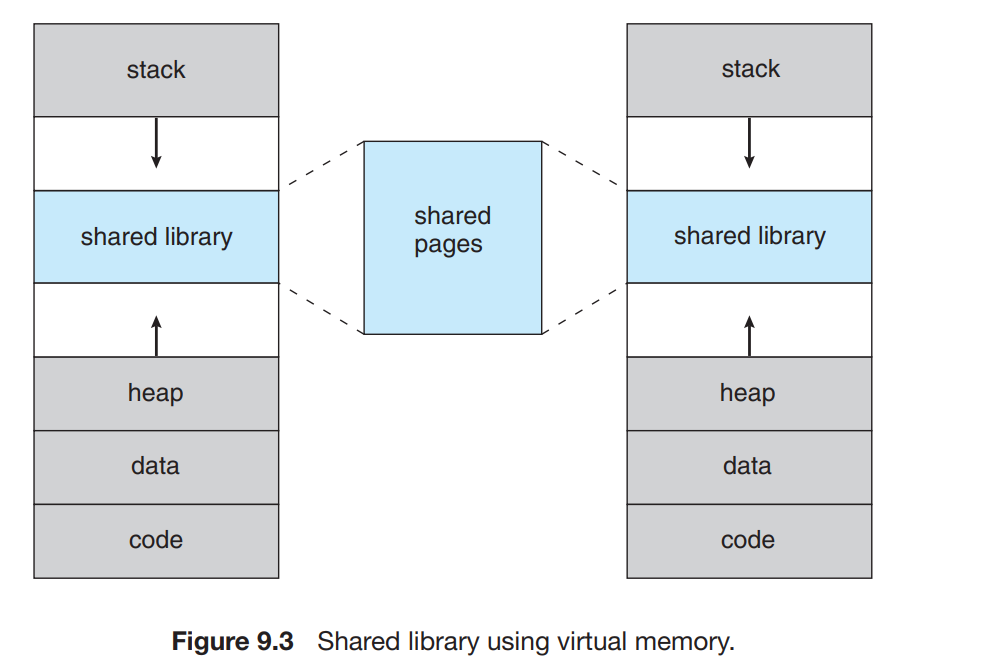 stack
shared library
heap
data
code
shared
pages
stack
shared library
heap
data
code
Figure 9.3 Shared library using virtual memory.